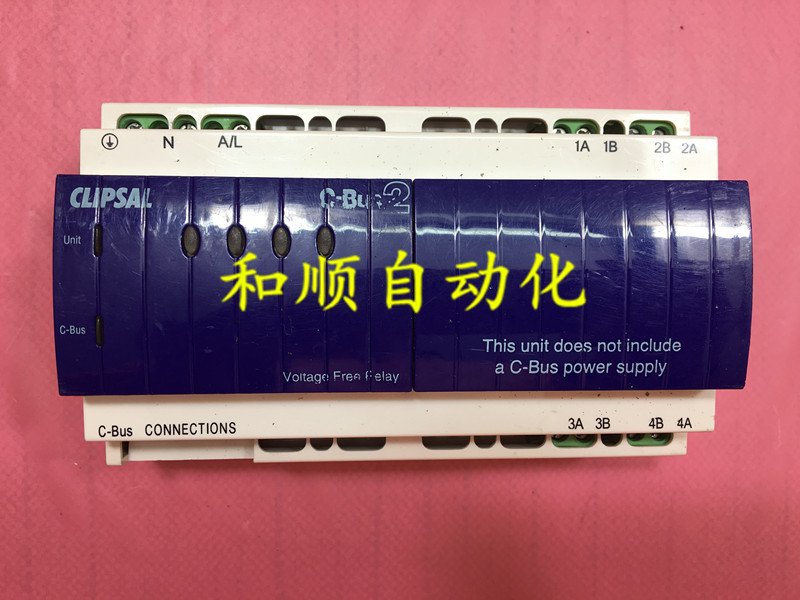 N A/L 1A 1B 2B 2A
CLIPSAL C-Bus2
Unit
和顺自动化
C-Bus
This unit does not include
a C-Bus power supply
Voltage Free Relay
C-Bus CONNECTIONS 3A 3B 4B 4A